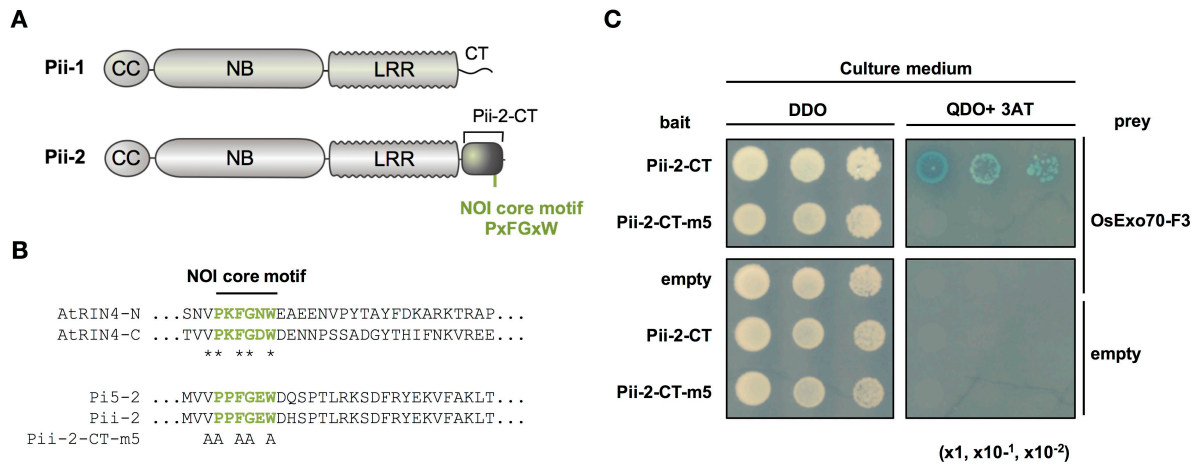 A
Pii-1
CC
NB
LRR
CT
Pii-2-CT
Pii-2
CC
NB
LRR
NOI core motif
PxFGxW
B
NOI core motif
AtRIN4-N ...SNVPKFGNWEAEENVPYTAYFDKARKTRAP...
AtRIN4-C ...TVVPKFGDWDENNPSSADGYTHIFNKVREE...
** ** *
Pi5-2 ...MVVPPFGEWDQSPTLRKSDFRYEKVFAKLT...
Pii-2 ...MVVPPFGEWDHSPTLRKSDFRYEKVFAKLT...
Pii-2-CT-m5 AA AA A
C
Culture medium
bait DDO QDO+ 3AT prey
Pii-2-CT
Pii-2-CT-m5
OsExo70-F3
empty
Pii-2-CT
empty
Pii-2-CT-m5
(x1, x10-¹, x10⁻²)